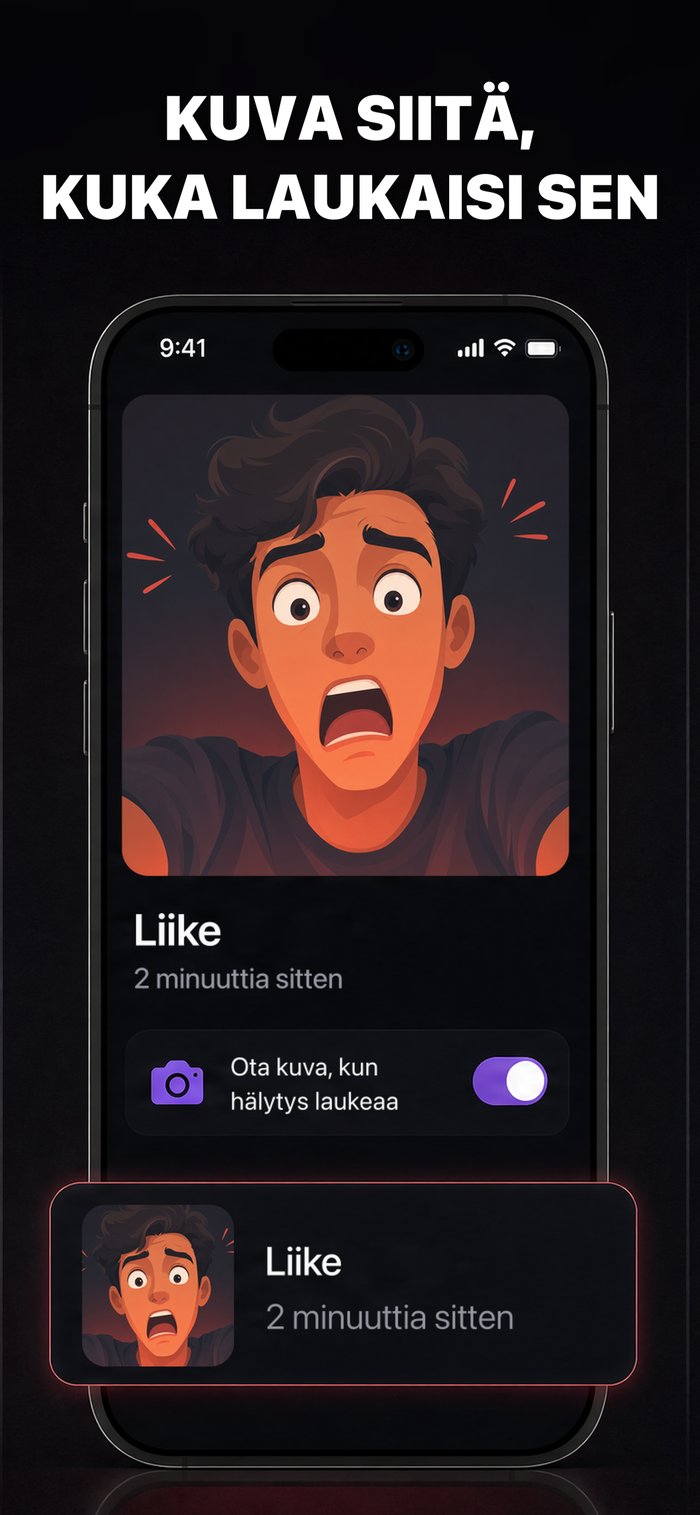 KUVA SIITÄ,
KUKA LAUKAISI SEN
9:41
Liike
2 minuuttia sitten
Ota kuva, kun
hälytys laukeaa
Liike
2 minuuttia sitten